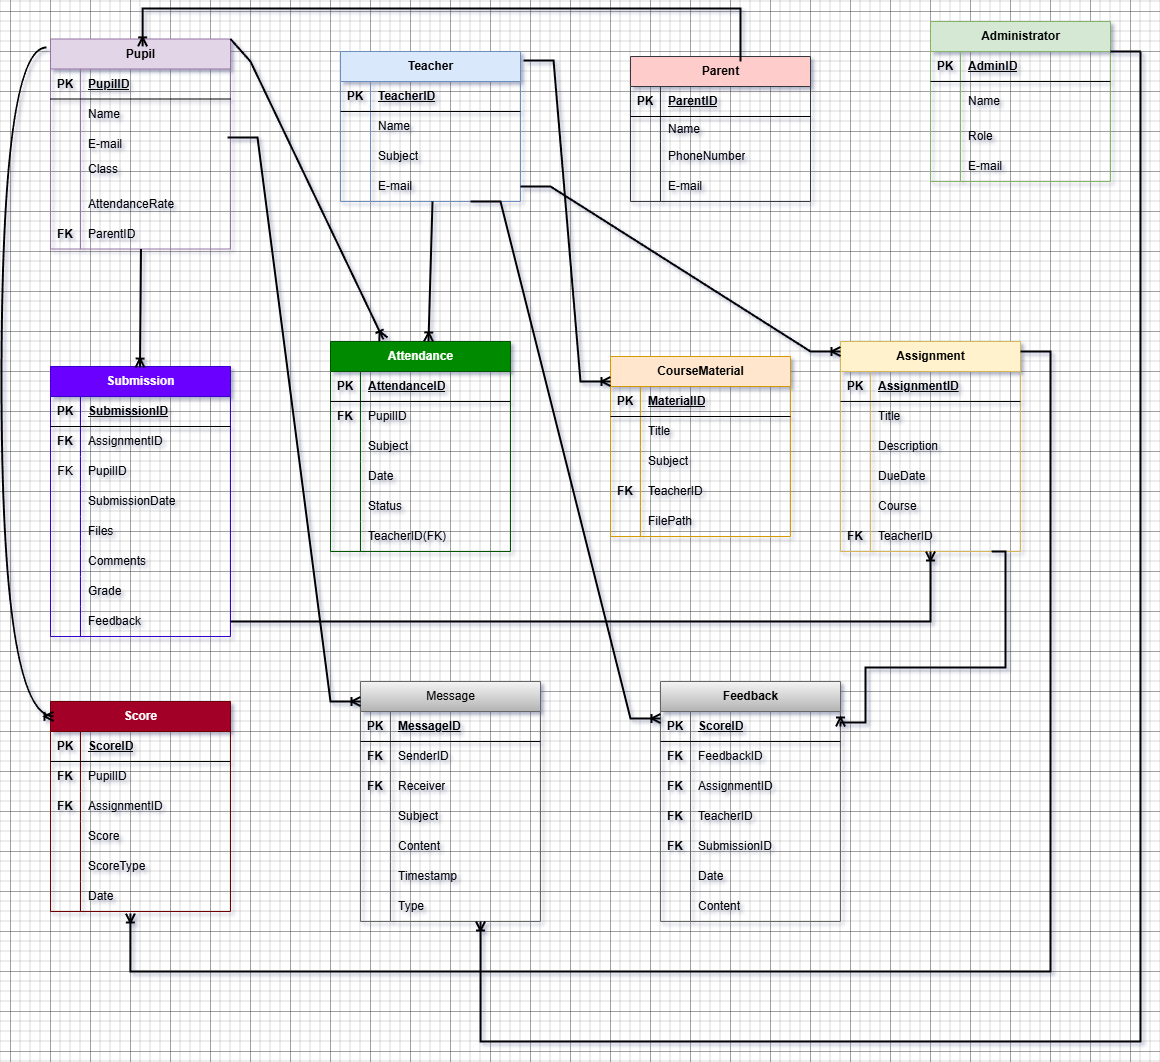 Pupil
PK PupilID
Name
E-mail
Class
AttendanceRate
FK ParentID
Teacher
PK TeacherID
Name
Subject
E-mail
Parent
PK ParentID
Name
PhoneNumber
E-mail
Administrator
PK AdminID
Name
Role
E-mail
Submission
PK SubmissionID
FK AssignmentID
FK PupilID
SubmissionDate
Files
Comments
Grade
Feedback
Attendance
PK AttendanceID
FK PupilID
Subject
Date
Status
TeacherID(FK)
CourseMaterial
PK MaterialID
Title
Subject
FK TeacherID
FilePath
Assignment
PK AssignmentID
Title
Description
DueDate
Course
FK TeacherID
Score
PK ScoreID
FK PupilID
FK AssignmentID
Score
ScoreType
Date
Message
PK MessageID
FK SenderID
FK Receiver
Subject
Content
Timestamp
Type
Feedback
PK ScoreID
FK FeedbackID
FK AssignmentID
FK TeacherID
FK SubmissionID
Date
Content